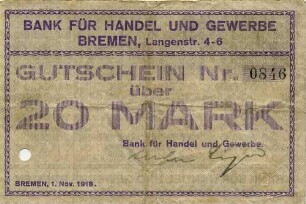 BANK FÜR HANDEL UND GEWERBE
BREMEN, Langenstr. 4-6
GUTSCHEIN Nr. 0846
über
20 MARK
Bank für Handel und Gewerbe.
BREMEN, 1. Nov. 1918.